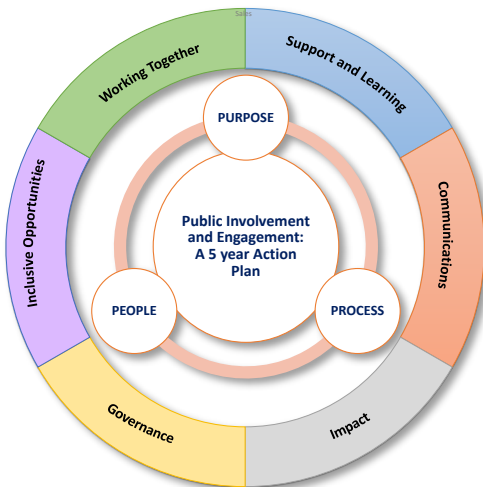 Sales
Working Together
Support and Learning
Communications
Impact
Governance
Inclusive Opportunities
PURPOSE
Public Involvement
and Engagement:
A 5 year Action
Plan
PEOPLE
PROCESS